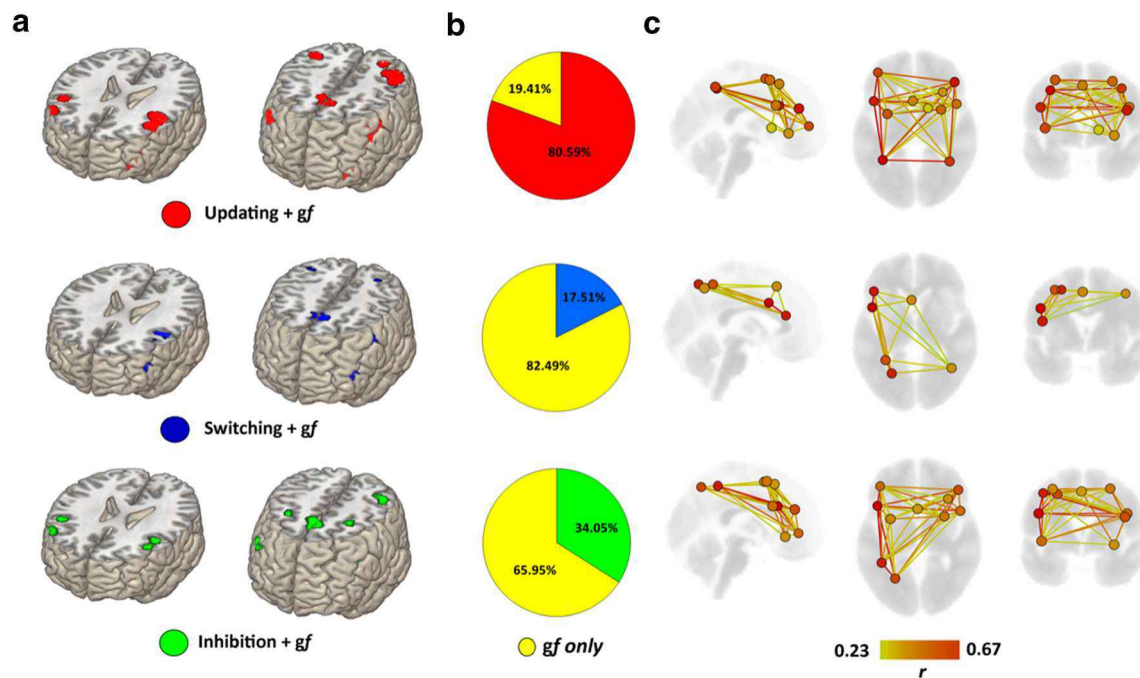 a
b
c
19.41%
80.59%
Updating + gf
17.51%
82.49%
Switching + gf
34.05%
65.95%
Inhibition + gf
gf only
0.23
0.67
r